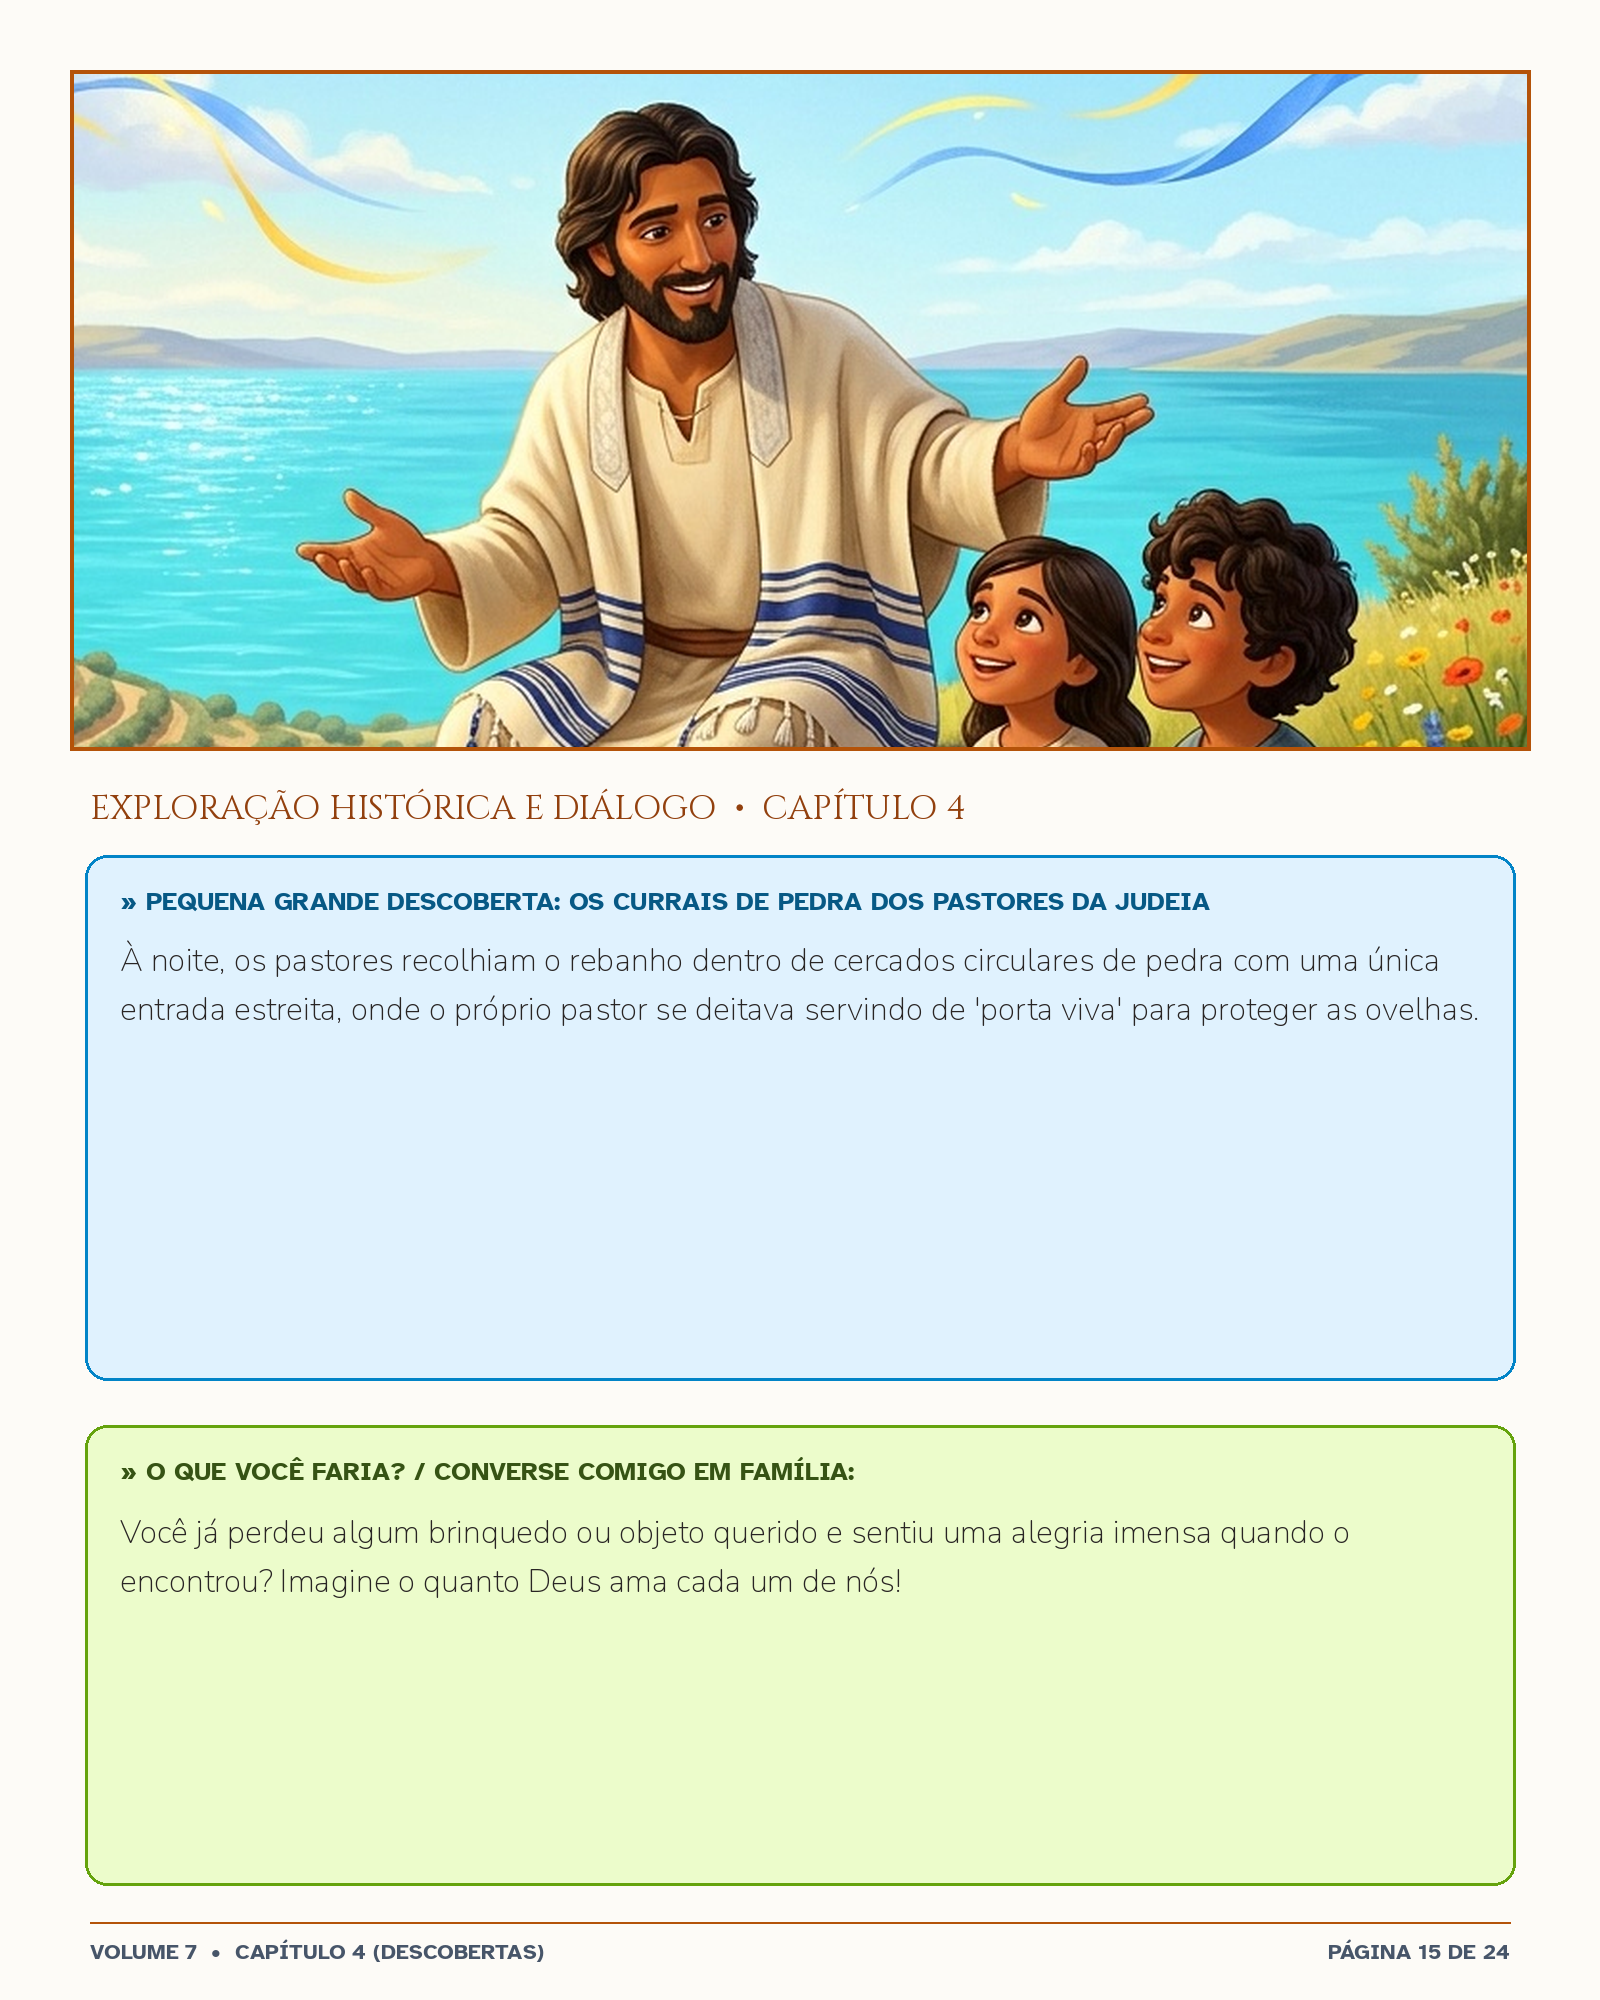 EXPLORAÇÃO HISTÓRICA E DIÁLOGO • CAPÍTULO 4
» PEQUENA GRANDE DESCOBERTA: OS CURRAIS DE PEDRA DOS PASTORES DA JUDEIA
À noite, os pastores recolhiam o rebanho dentro de cercados circulares de pedra com uma única
entrada estreita, onde o próprio pastor se deitava servindo de 'porta viva' para proteger as ovelhas.
» O QUE VOCÊ FARIA? / CONVERSE COMIGO EM FAMÍLIA:
Você já perdeu algum brinquedo ou objeto querido e sentiu uma alegria imensa quando o
encontrou? Imagine o quanto Deus ama cada um de nós!
VOLUME 7 • CAPÍTULO 4 (DESCOBERTAS)
PÁGINA 15 DE 24